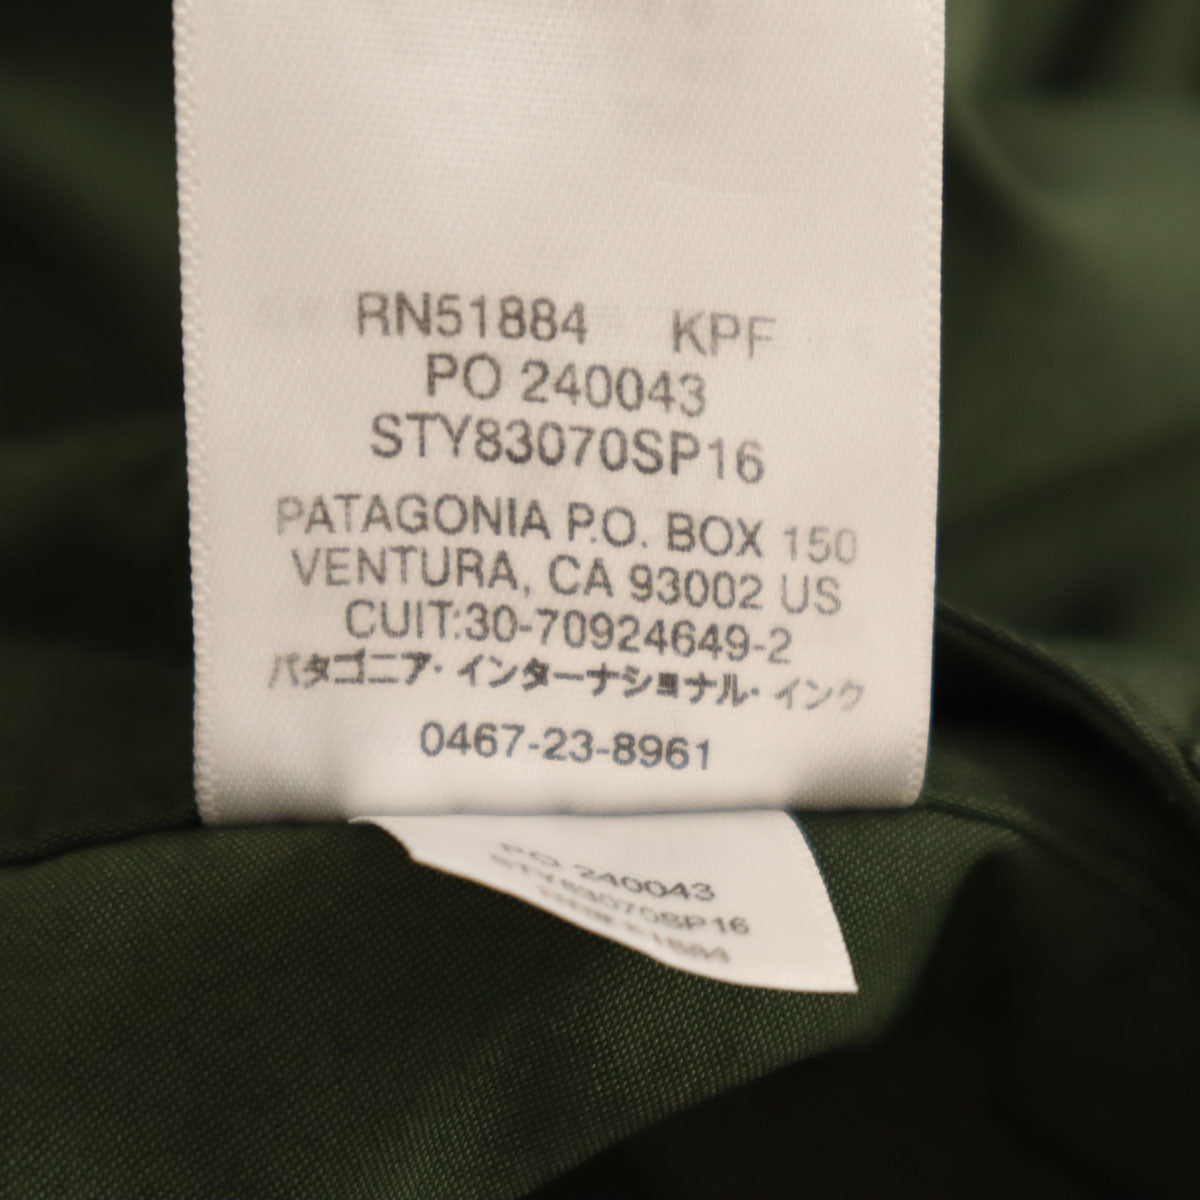 RN51884 KPF
PO 240043
STY83070SP16
PATAGONIA P.O. BOX 150
VENTURA, CA 93002 US
CUIT:30-70924649-2
パタゴニア・インターナショナル・インク
0467-23-8961
PO 240043
STY83070SP16